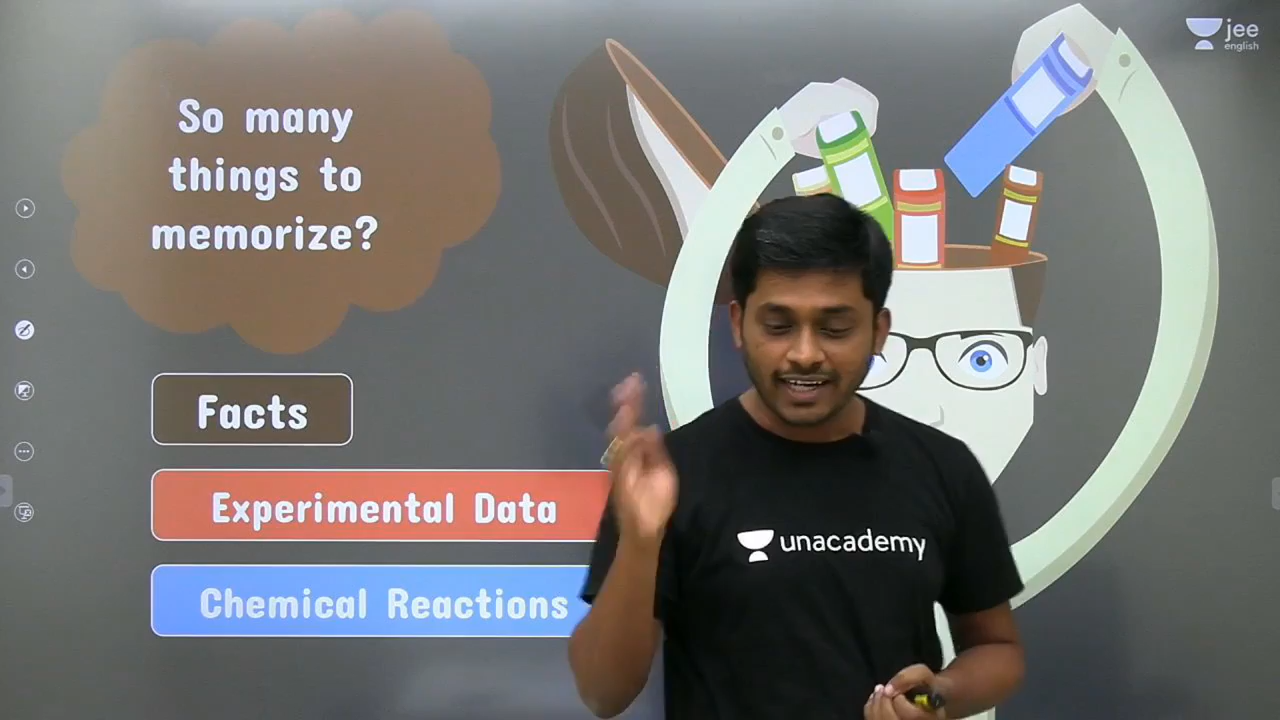 So many
things to
memorize?
Facts
Experimental Data
Chemical Reactions
unacademy
jee
english